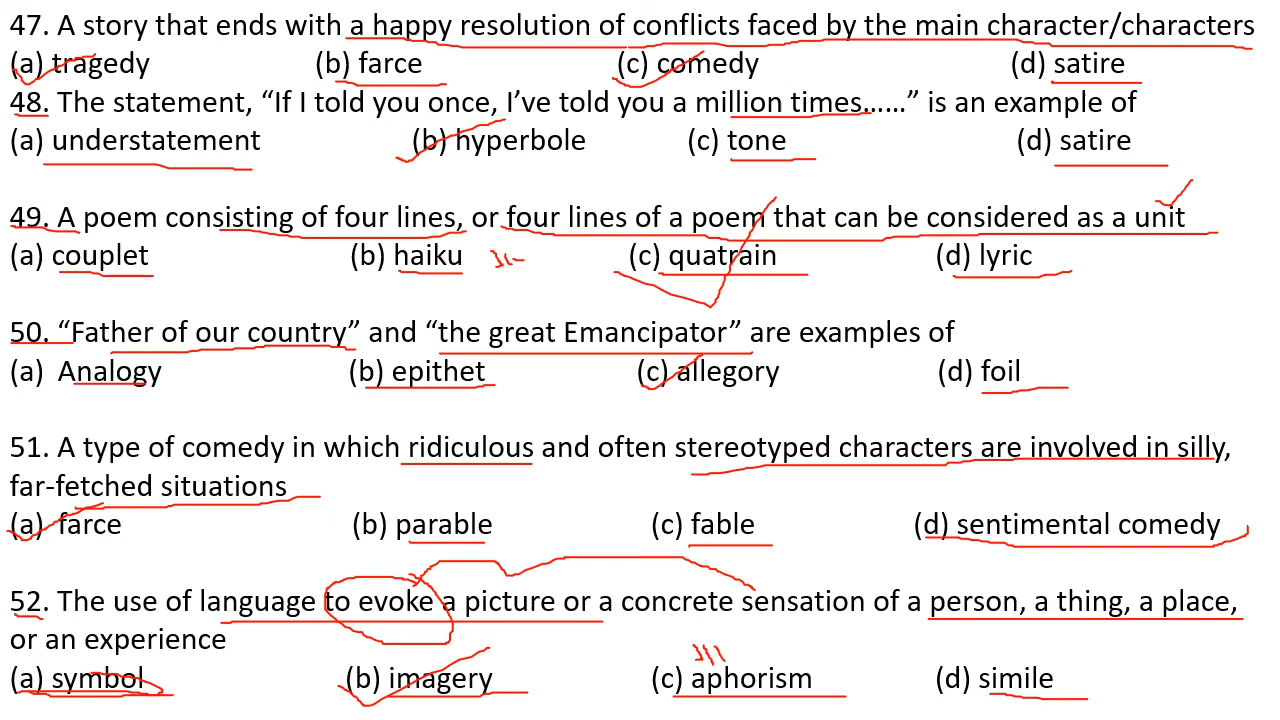 47. A story that ends with a happy resolution of conflicts faced by the main character/characters
(a) tragedy (b) farce (c) comedy (d) satire
48. The statement, “If I told you once, I’ve told you a million times……” is an example of
(a) understatement (b) hyperbole (c) tone (d) satire
49. A poem consisting of four lines, or four lines of a poem that can be considered as a unit
(a) couplet (b) haiku (c) quatrain (d) lyric
50. “Father of our country” and “the great Emancipator” are examples of
(a) Analogy (b) epithet (c) allegory (d) foil
51. A type of comedy in which ridiculous and often stereotyped characters are involved in silly,
far-fetched situations
(a) farce (b) parable (c) fable (d) sentimental comedy
52. The use of language to evoke a picture or a concrete sensation of a person, a thing, a place,
or an experience
(a) symbol (b) imagery (c) aphorism (d) simile